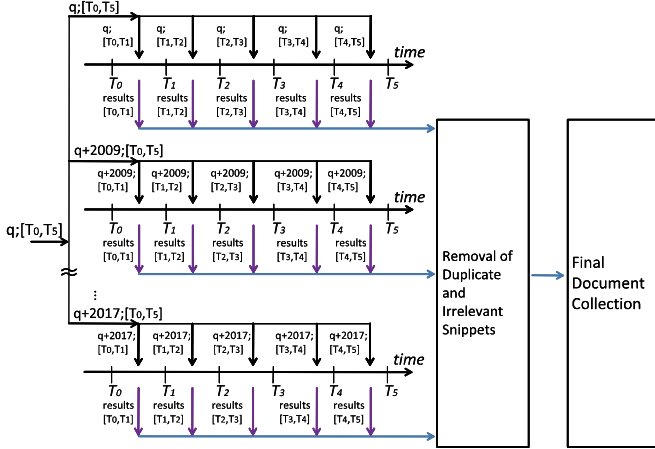 q;[T0,T5]
q; q; q; q; q;
[T0,T1] [T1,T2] [T2,T3] [T3,T4] [T4,T5]
time
T0 T1 T2 T3 T4 T5
results results results results results
[T0,T1] [T1,T2] [T2,T3] [T3,T4] [T4,T5]
q+2009;[T0,T5]
q+2009; q+2009; q+2009; q+2009; q+2009;
[T0,T1] [T1,T2] [T2,T3] [T3,T4] [T4,T5]
time
T0 T1 T2 T3 T4 T5
results results results results results
[T0,T1] [T1,T2] [T2,T3] [T3,T4] [T4,T5]
q;[T0,T5]
...
q+2017;[T0,T5]
q+2017; q+2017; q+2017; q+2017; q+2017;
[T0,T1] [T1,T2] [T2,T3] [T3,T4] [T4,T5]
time
T0 T1 T2 T3 T4 T5
results results results results results
[T0,T1] [T1,T2] [T2,T3] [T3,T4] [T4,T5]
Removal of
Duplicate
and
Irrelevant
Snippets
Final
Document
Collection